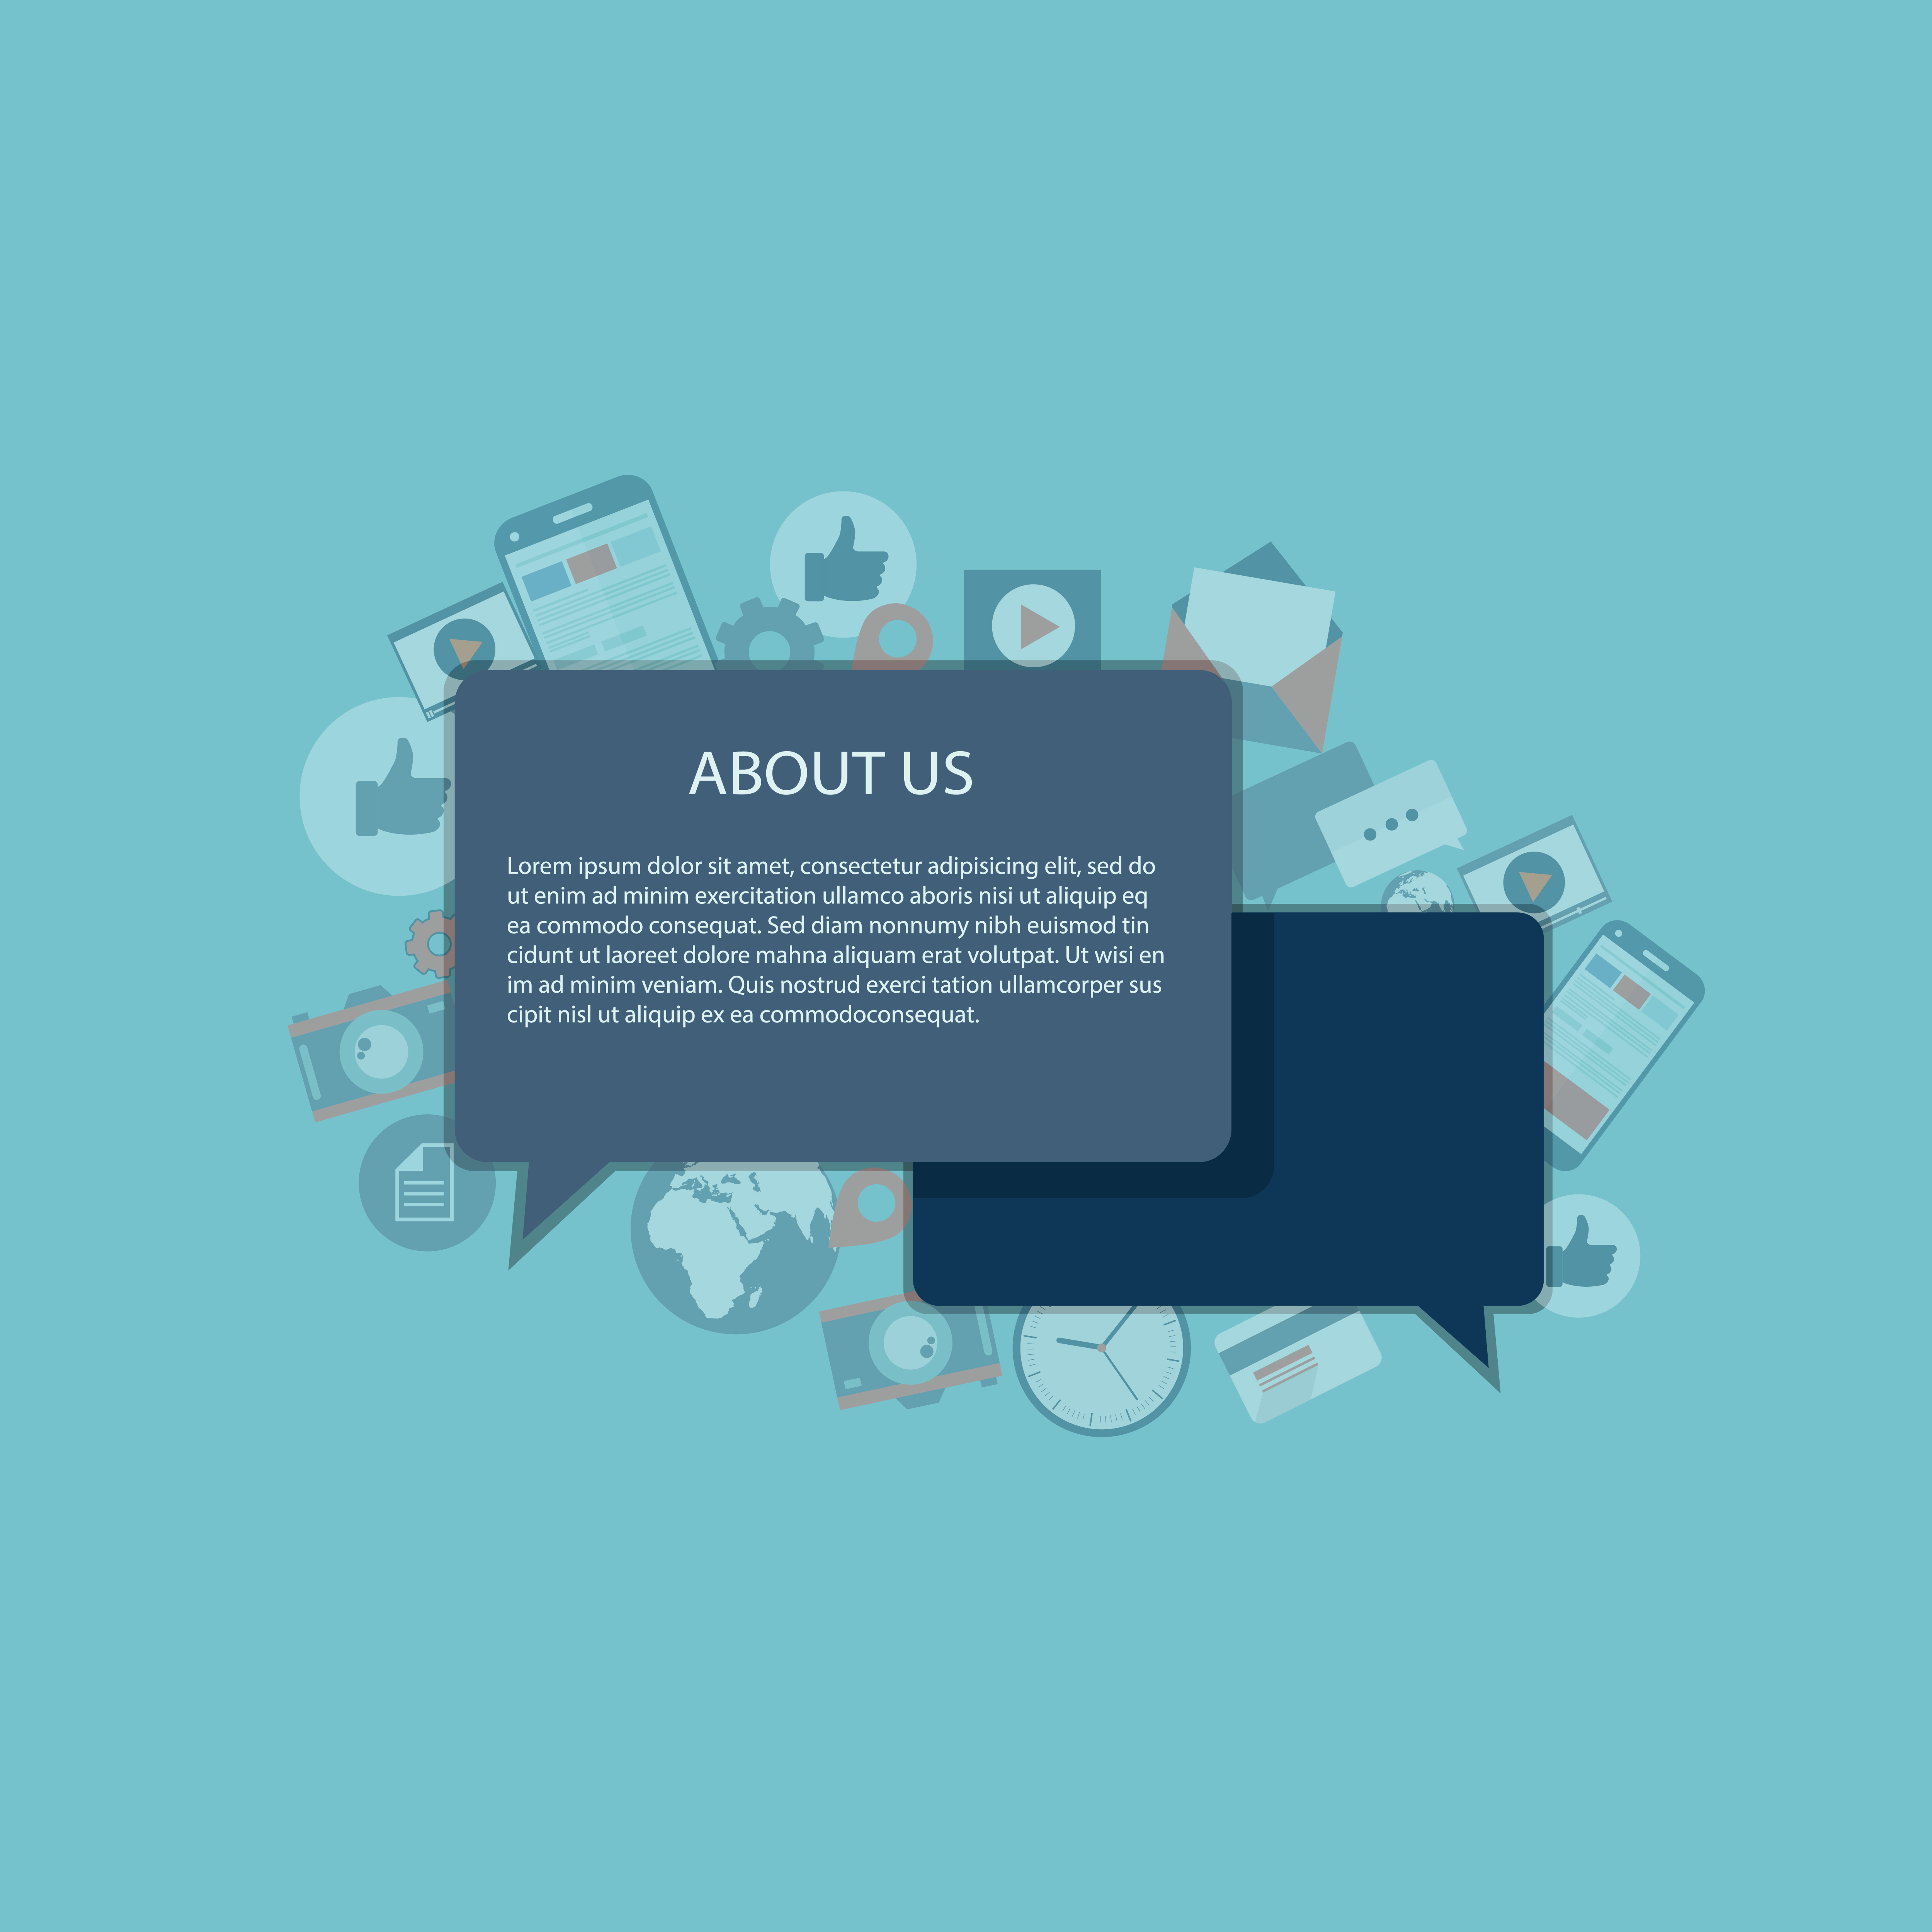 ABOUT US
Lorem ipsum dolor sit amet, consectetur adipisicing elit, sed do
ut enim ad minim exercitation ullamco aboris nisi ut aliquip eq
ea commodo consequat. Sed diam nonnumy nibh euismod tin
cidunt ut laoreet dolore mahna aliquam erat volutpat. Ut wisi en
im ad minim veniam. Quis nostrud exerci tation ullamcorper sus
cipit nisl ut aliquip ex ea commodoconsequat.